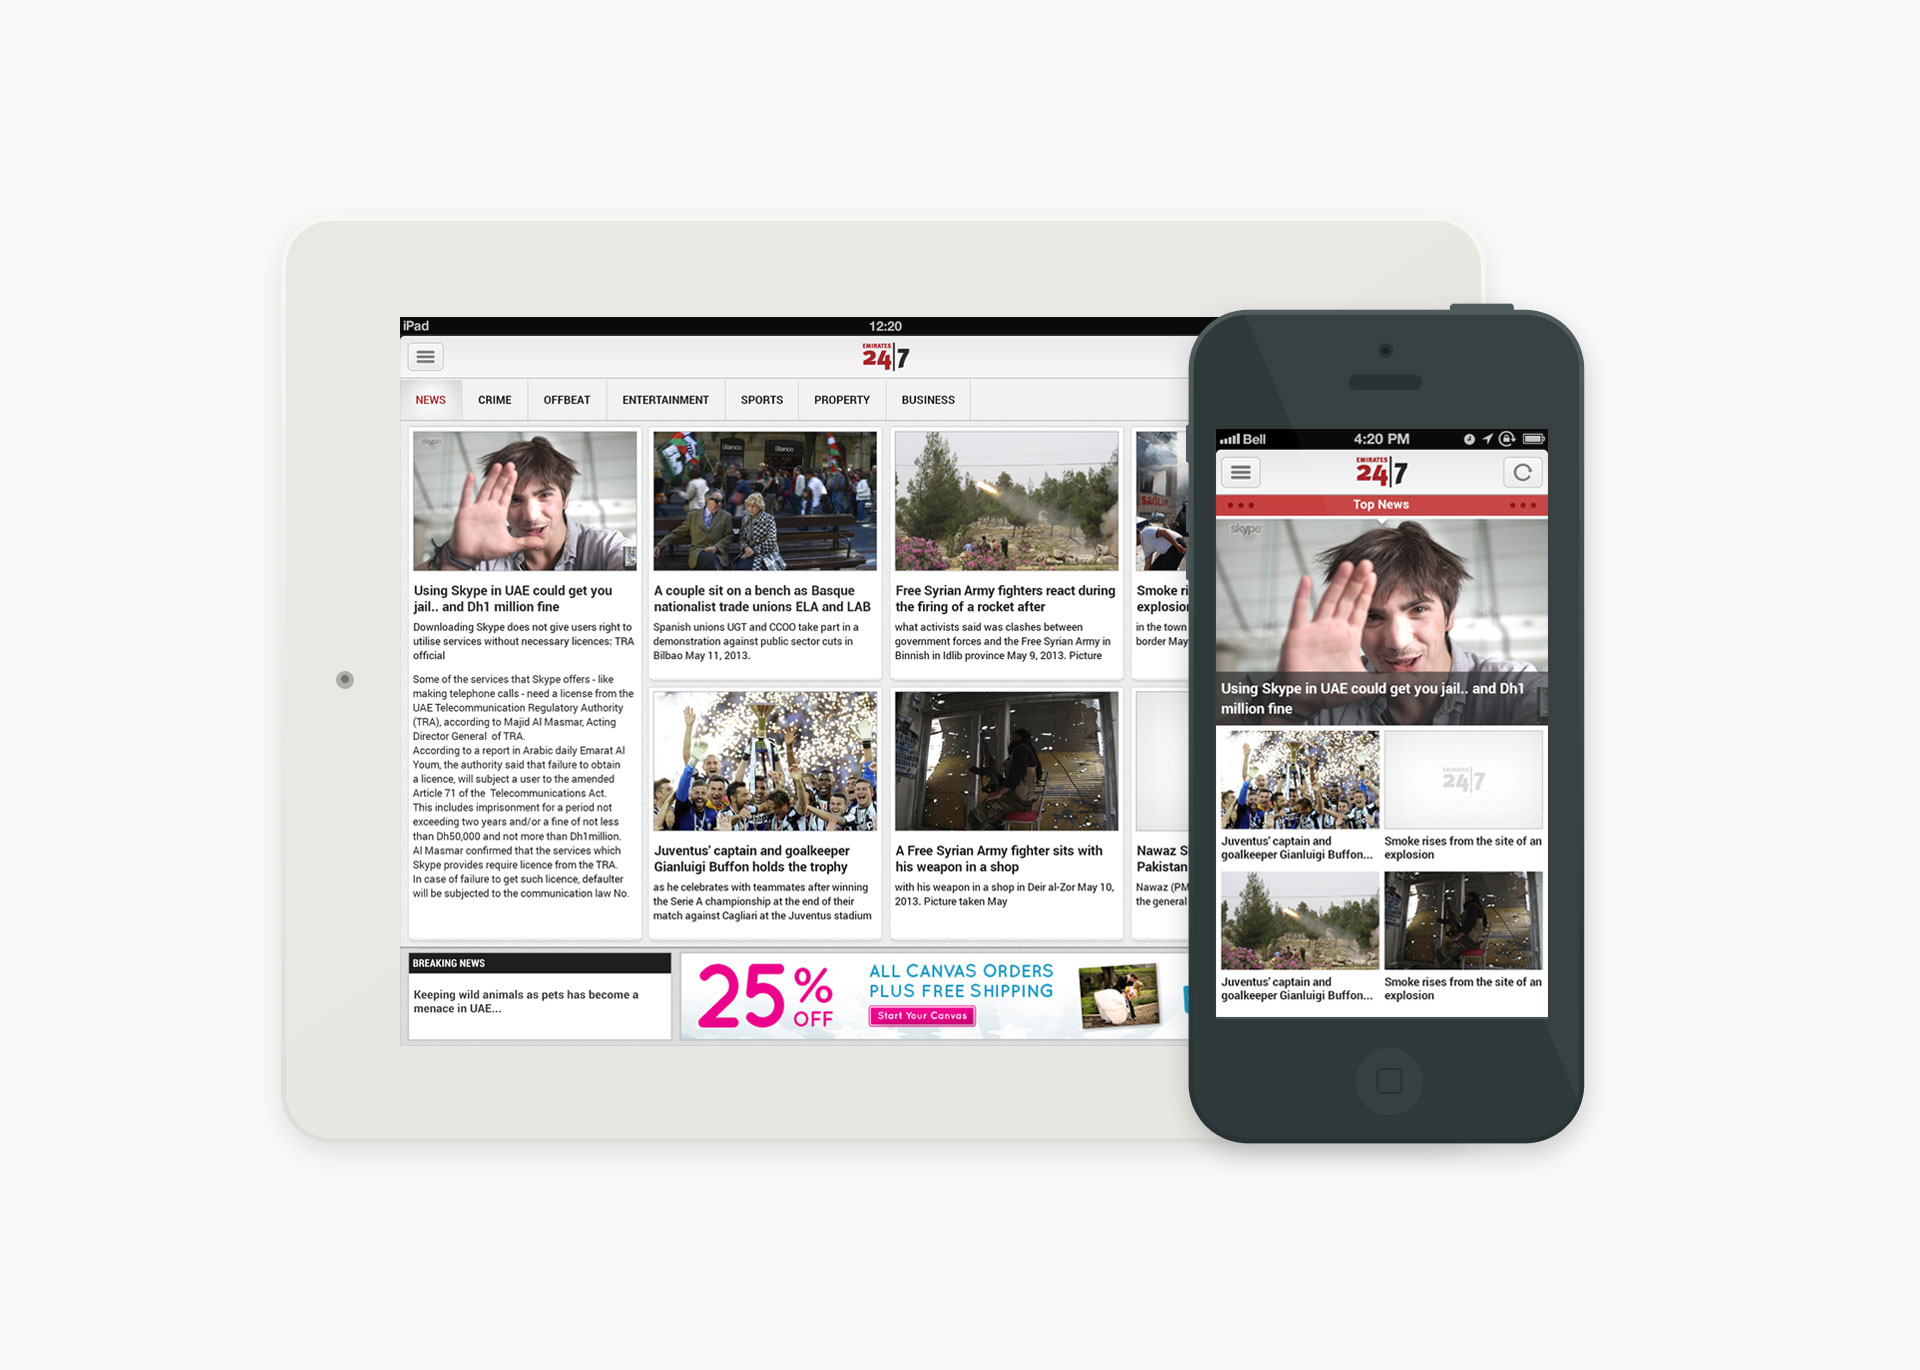 iPad
12:20
EMIRATES
24|7
NEWS
CRIME
OFFBEAT
ENTERTAINMENT
SPORTS
PROPERTY
BUSINESS
skype
Using Skype in UAE could get you
jail.. and Dh1 million fine
Downloading Skype does not give users right to
utilise services without necessary licences: TRA
official
Some of the services that Skype offers - like
making telephone calls - need a license from the
UAE Telecommunication Regulatory Authority
(TRA), according to Majid Al Masmar, Acting
Director General of TRA.
According to a report in Arabic daily Emarat Al
Youm, the authority said that failure to obtain
a licence, will subject a user to the amended
Article 71 of the Telecommunications Act.
This includes imprisonment for a period not
exceeding two years and/or a fine of not less
than Dh50,000 and not more than Dh1million.
Al Masmar confirmed that the services which
Skype provides require licence from the TRA.
In case of failure to get such licence, defaulter
will be subjected to the communication law No.
Blanco
Blanco
A couple sit on a bench as Basque
nationalist trade unions ELA and LAB
Spanish unions UGT and CCOO take part in a
demonstration against public sector cuts in
Bilbao May 11, 2013.
Free Syrian Army fighters react during
the firing of a rocket after
what activists said was clashes between
government forces and the Free Syrian Army in
Binnish in Idlib province May 9, 2013. Picture
Smoke ri
explosio
in the town
border May
Juventus' captain and goalkeeper
Gianluigi Buffon holds the trophy
as he celebrates with teammates after winning
the Serie A championship at the end of their
match against Cagliari at the Juventus stadium
A Free Syrian Army fighter sits with
his weapon in a shop
with his weapon in a shop in Deir al-Zor May 10,
2013. Picture taken May
Nawaz S
Pakistan
Nawaz (PM
the general
BREAKING NEWS
Keeping wild animals as pets has become a
menace in UAE...
25% OFF
ALL CANVAS ORDERS
PLUS FREE SHIPPING
Start Your Canvas
Bell
4:20 PM
EMIRATES
24|7
Top News
skype
Using Skype in UAE could get you jail.. and Dh1
million fine
EMIRATES
24|7
Juventus' captain and
goalkeeper Gianluigi Buffon...
Smoke rises from the site of an
explosion
Juventus' captain and
goalkeeper Gianluigi Buffon...
Smoke rises from the site of an
explosion